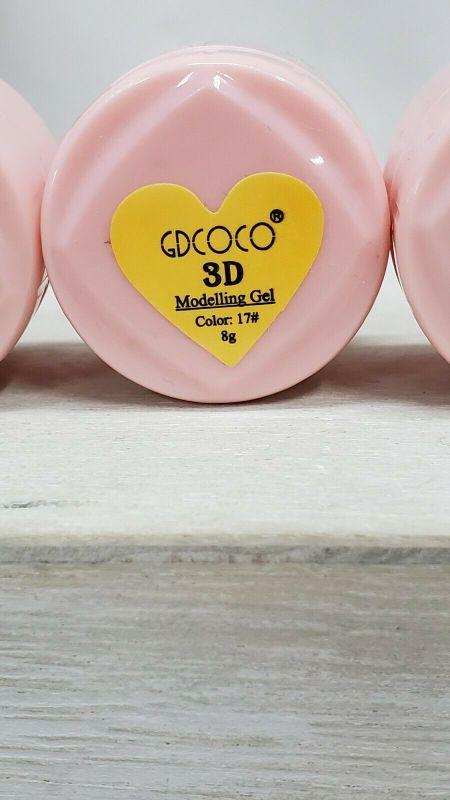 GDCOCO®
3D
Modelling Gel
Color: 17#
8g